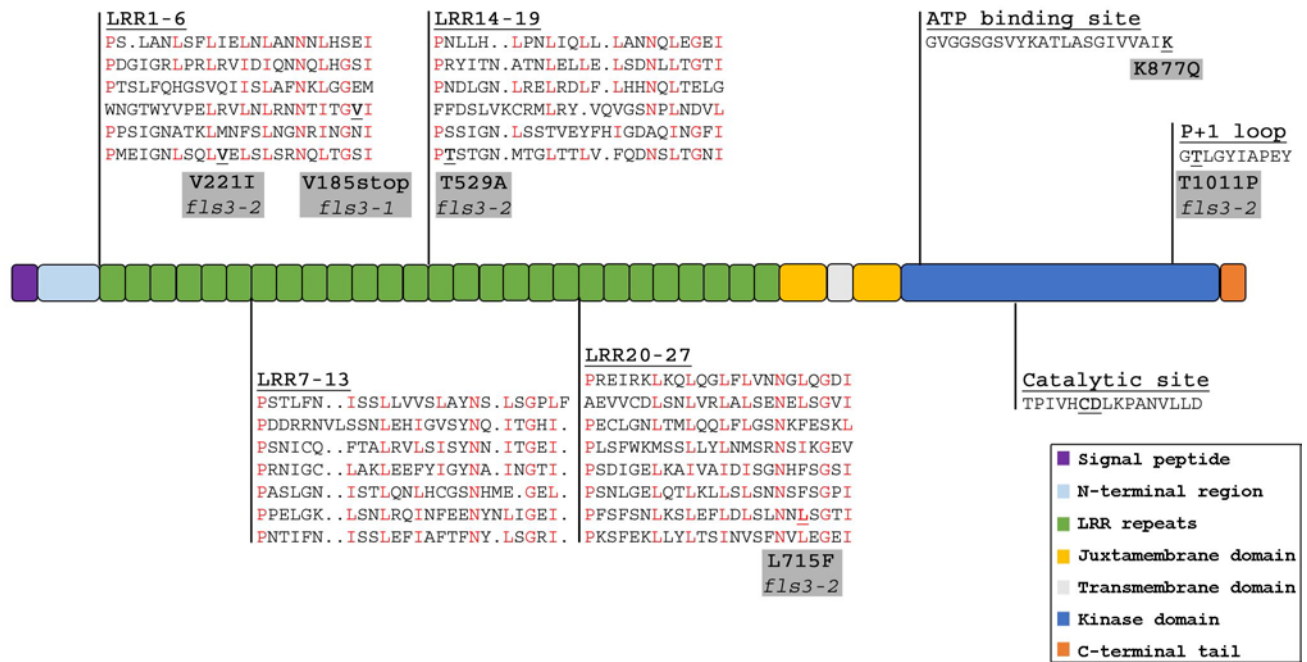 LRR1-6
PS.LANLSFLIELNLANNNLHSEI
PDGIGRLPRLRVIDIQNNQLHGSI
PTSLFQHGSVQIISLAFNKLGGEM
WNGTWYVPELRVLNLRNNTITGVI
PPSIGNATKLMNFSLNGNRINGNI
PMEIGNLSQLVELSLSRNQLTGSI
V221I
fls3-2
V185stop
fls3-1
LRR14-19
PNLLH..LPNLIQLL.LANNQLEGEI
PRYITN.ATNLELLE.LSDNLLTGTI
PNDLGN.LRELRDLF.LHHNQLTELG
FFDSLVKCRMLRY.VQVGSNPLNDVL
PSSIGN.LSSTVEYFHIGDAQINGFI
PTSTGN.MTGLTTLV.FQDNSLTGNI
T529A
fls3-2
ATP binding site
GVGGSGSVYKATLASGIVVAIK
K877Q
P+1 loop
GTLGYIAPEY
T1011P
fls3-2
LRR7-13
PSTLFN..ISSLLVVSLAYNS.LSGPLF
PDDRRNVLSSNLEHIGVSYNQ.ITGHI.
PSNICQ..FTALRVLSISYNN.ITGEI.
PRNIGC..LAKLEEFYIGYNA.INGTI.
PASLGN..ISTLQNLHCGSNHME.GEL.
PPELGK..LSNLRQINFEENYNLIGEI.
PNTIFN..ISSLEFIAFTFNY.LSGRI.
LRR20-27
PREIRKLKQLQGLFLVNNGLQGDI
AEVVCDLSNLVRLALSENELSGVI
PECLGNLTMLQQLFLGSNKFESKL
PLSFWKMSSLLYLNMSRNSIKGEV
PSDIGELKAIVAIDISGNHFSGSI
PSNLGELQTLKLLSLSNNSFSGPI
PFSFSNLKSLEFLDLSLNNLSGTI
PKSFEKLLYLTSINVSFNVLEGEI
L715F
fls3-2
Catalytic site
TPIVHCDLKPANVLLD
Signal peptide
N-terminal region
LRR repeats
Juxtamembrane domain
Transmembrane domain
Kinase domain
C-terminal tail